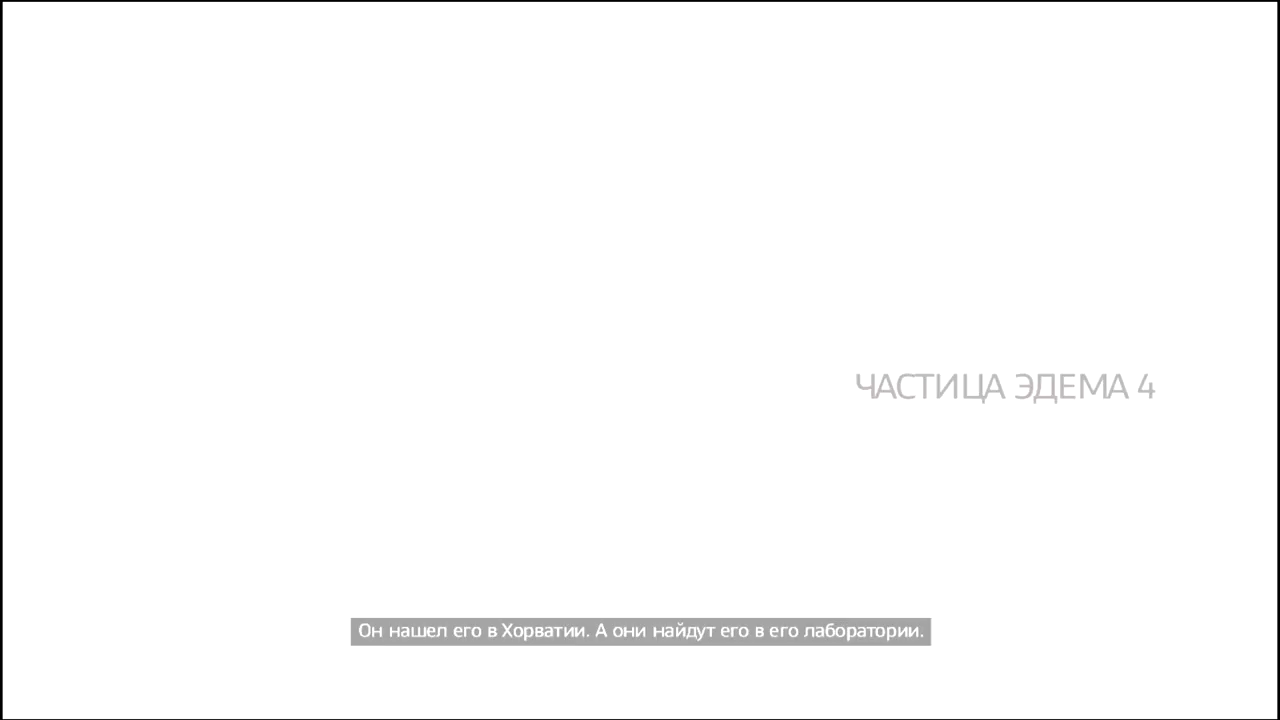 ЧАСТИЦА ЭДЕМА 4
Он нашел его в Хорватии. А они найдут его в его лаборатории.